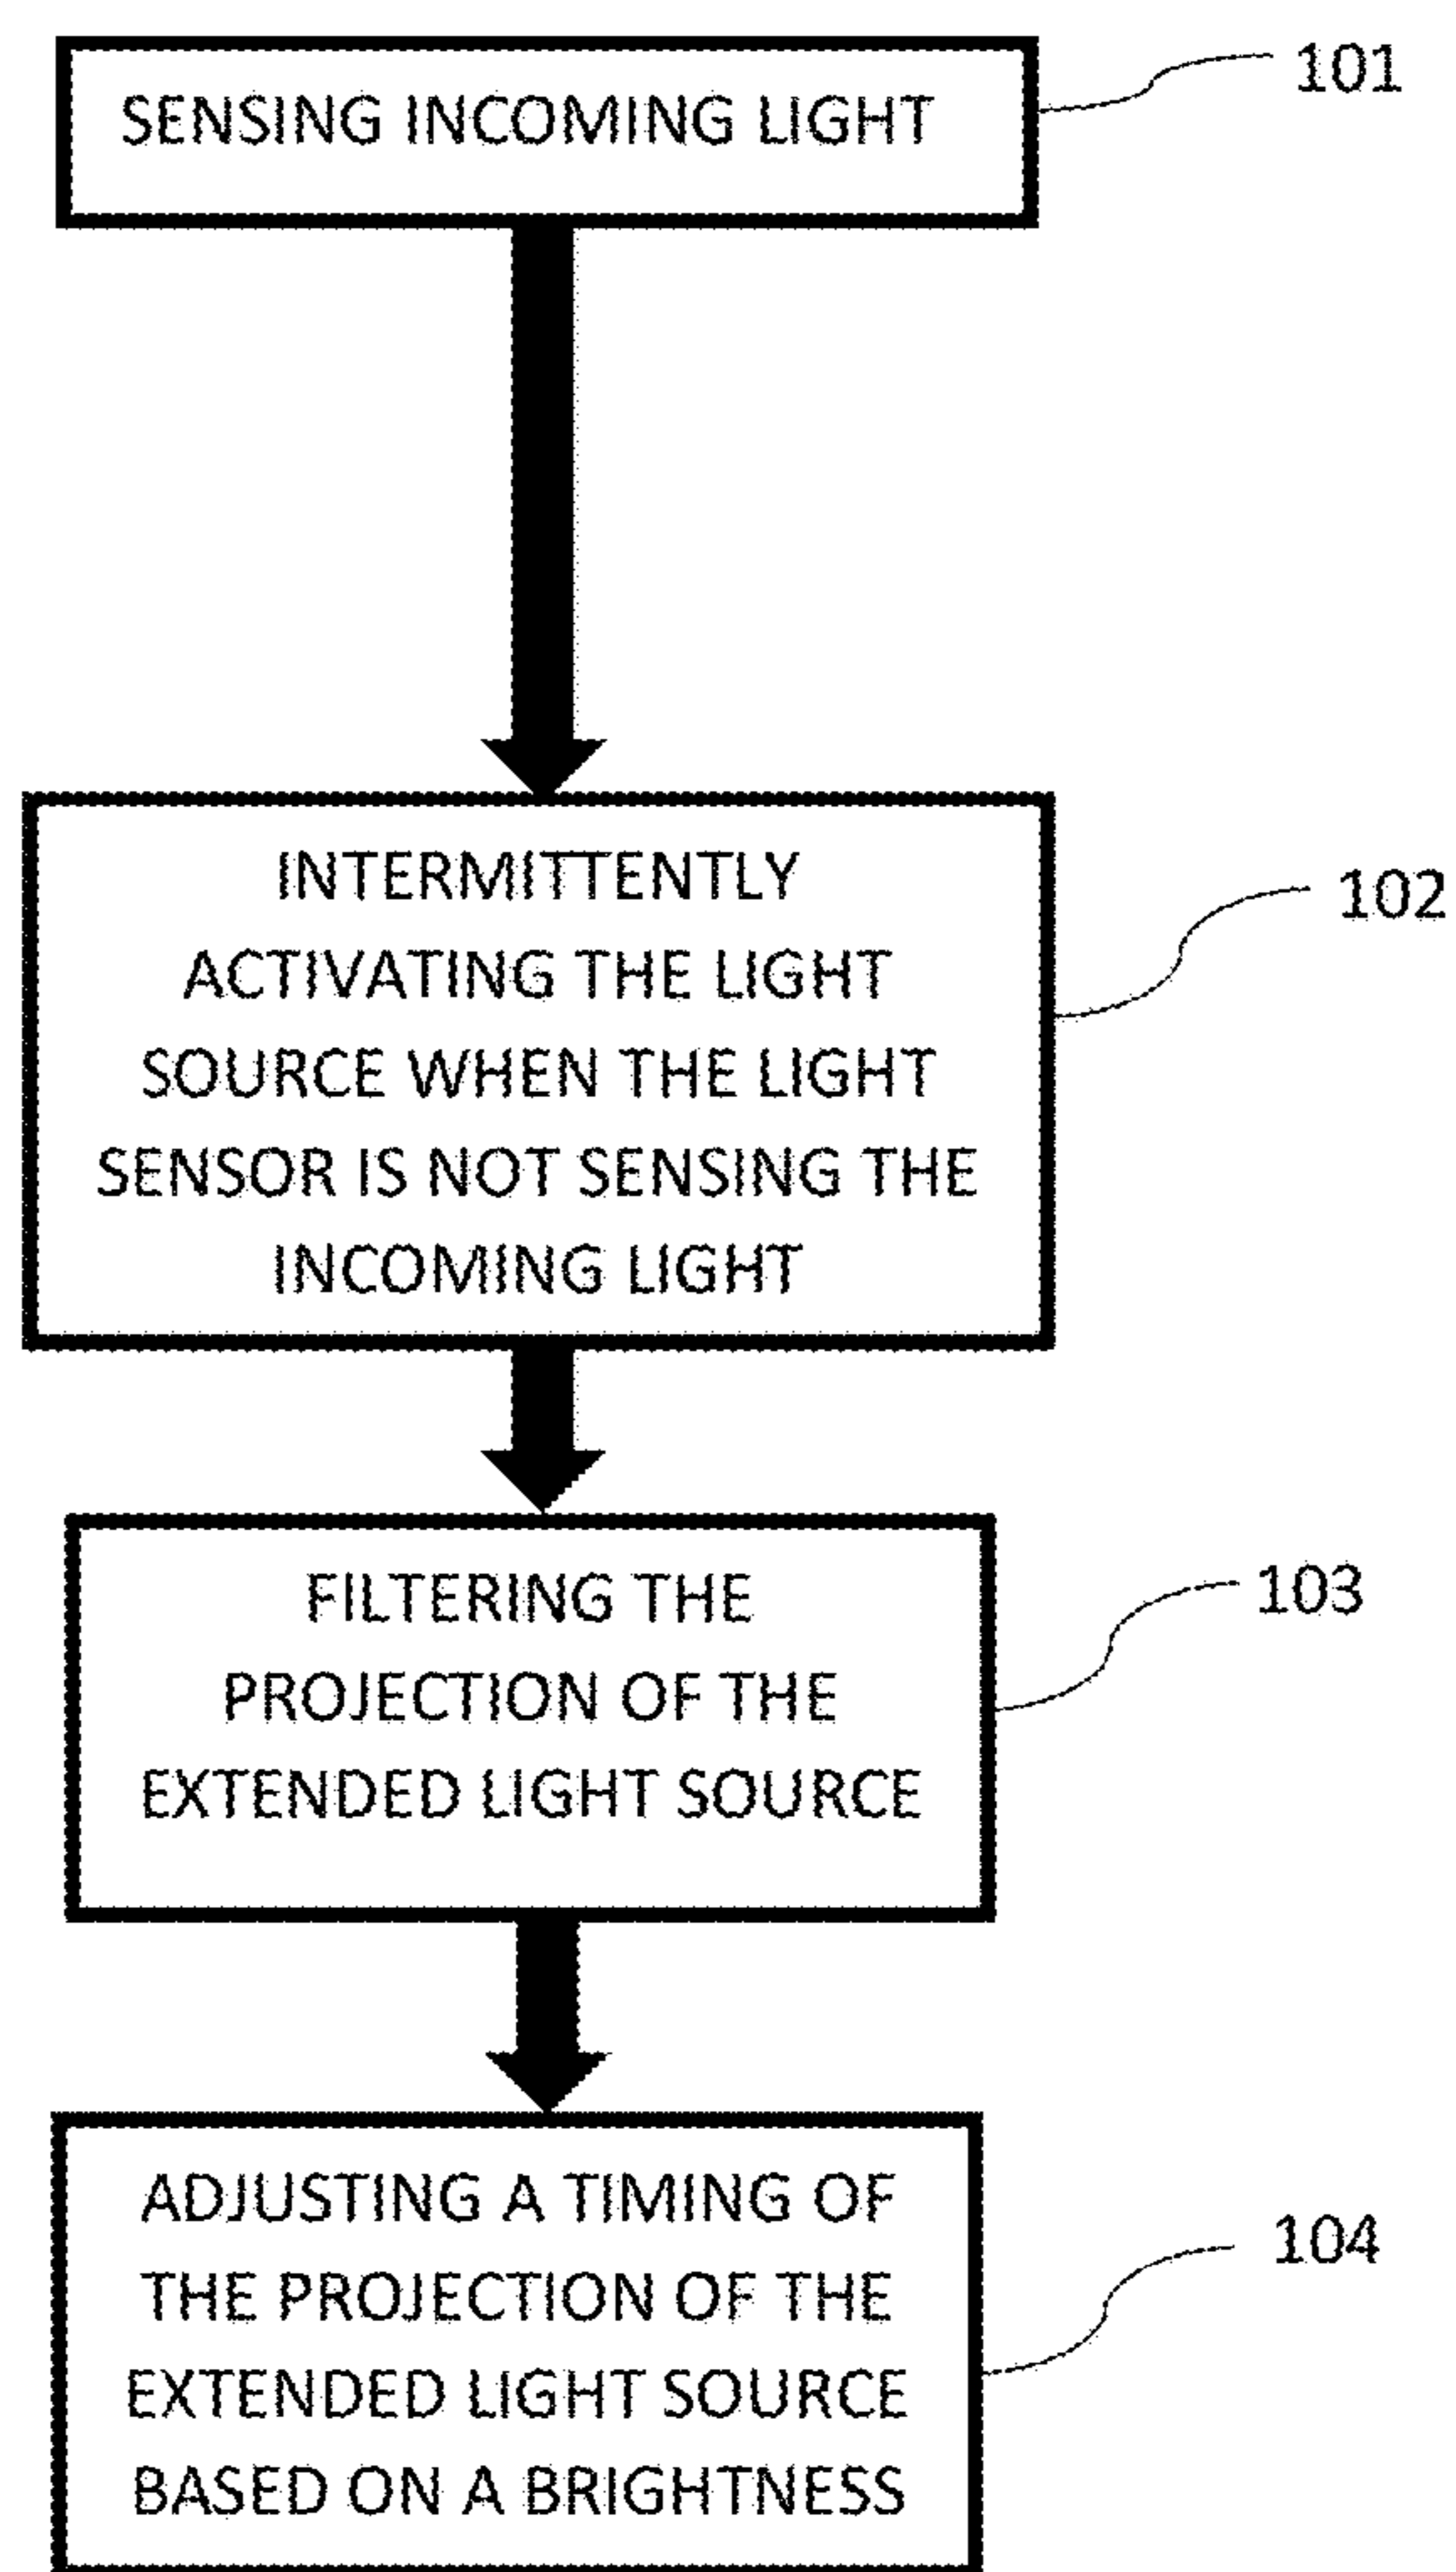 SENSING INCOMING LIGHT
101
INTERMITTENTLY
ACTIVATING THE LIGHT
SOURCE WHEN THE LIGHT
SENSOR IS NOT SENSING THE
INCOMING LIGHT
102
FILTERING THE
PROJECTION OF THE
EXTENDED LIGHT SOURCE
103
ADJUSTING A TIMING OF
THE PROJECTION OF THE
EXTENDED LIGHT SOURCE
BASED ON A BRIGHTNESS
104